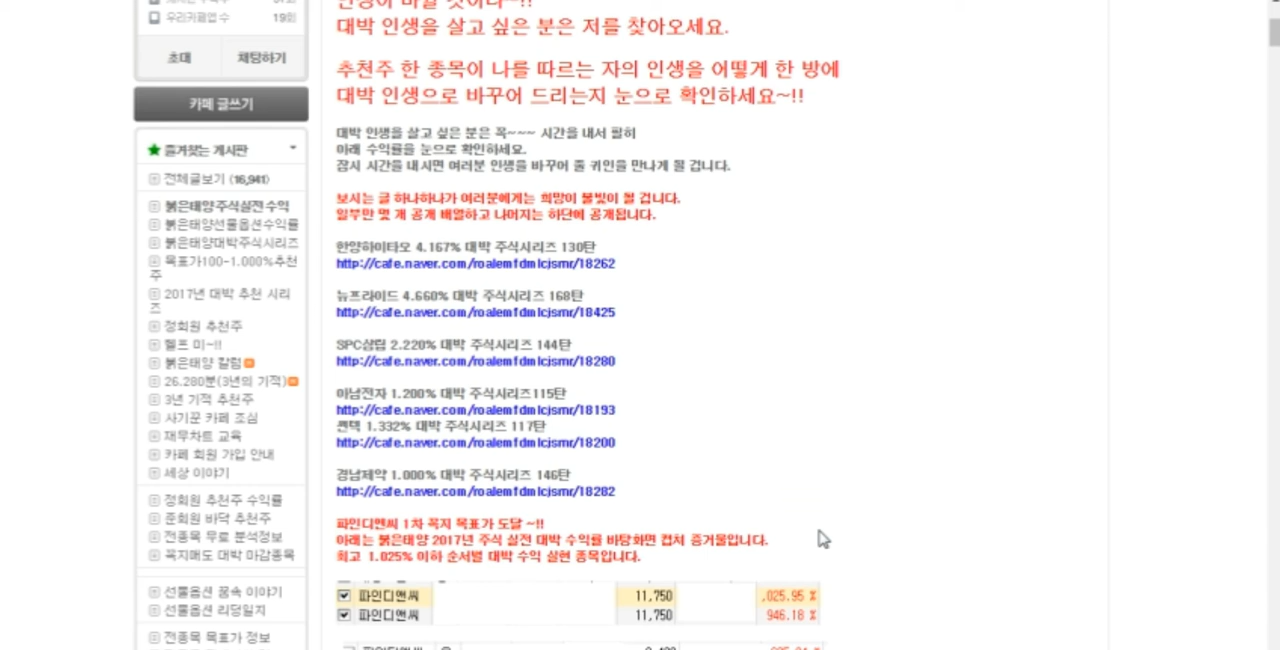 우리카페앱 수 19회
초대 채팅하기
카페 글쓰기
즐겨찾는 게시판
전체글보기 (16,941)
붉은태양주식실전수익
붉은태양선물옵션수익률
붉은태양대박주식시리즈
목표가100-1.000%추천
주
2017년 대박 추천 시리
즈
정회원 추천주
헬프 미~!!
붉은태양 칼럼
26.280분(3년의 기적)
3년 기적 추천주
사기꾼 카페 조심
재무차트 교육
카페 회원 가입 안내
세상 이야기
정회원 추천주 수익률
준회원 바닥 추천주
전종목 무료 분석정보
꼭지매도 대박 마감종목
선물옵션 꿈속 이야기
선물옵션 리딩일지
전종목 목표가 정보
대박 인생을 살고 싶은 분은 저를 찾아오세요.
추천주 한 종목이 나를 따르는 자의 인생을 어떻게 한 방에
대박 인생으로 바꾸어 드리는지 눈으로 확인하세요~!!
대박 인생을 살고 싶은 분은 꼭~~~ 시간을 내서 필히
아래 수익률을 눈으로 확인하세요.
잠시 시간을 내시면 여러분 인생을 바꾸어 줄 귀인을 만나게 될 겁니다.
보시는 글 하나하나가 여러분에게는 희망이 불빛이 될 겁니다.
일부만 몇 개 공개 배열하고 나머지는 하단에 공개됩니다.
한양하이타오 4.167% 대박 주식시리즈 130탄
http://cafe.naver.com/roalemfdmlcjsmr/18262
뉴프라이드 4.660% 대박 주식시리즈 168탄
http://cafe.naver.com/roalemfdmlcjsmr/18425
SPC삼립 2.220% 대박 주식시리즈 144탄
http://cafe.naver.com/roalemfdmlcjsmr/18280
아남전자 1.200% 대박 주식시리즈115탄
http://cafe.naver.com/roalemfdmlcjsmr/18193
퀀텍 1.332% 대박 주식시리즈 117탄
http://cafe.naver.com/roalemfdmlcjsmr/18200
경남제약 1.000% 대박 주식시리즈 146탄
http://cafe.naver.com/roalemfdmlcjsmr/18282
파인디앤씨 1차 꼭지 목표가 도달 ~!!
아래는 붉은태양 2017년 주식 실전 대박 수익률 바탕화면 캡쳐 증거물입니다.
최고 1.025% 이하 순서별 대박 수익 실현 종목입니다.
파인디앤씨 11,750 ,025.95 %
파인디앤씨 11,750 946.18 %